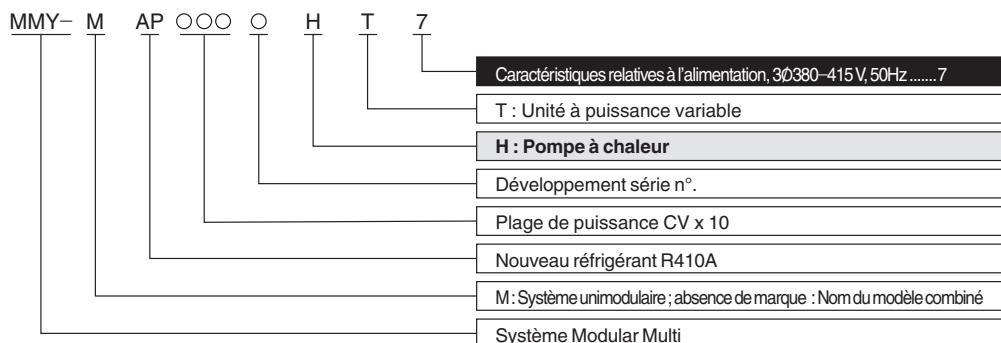 MMY– M AP ○○○ ○ H T 7
Caractéristiques relatives à l'alimentation, 3Ø380–415 V, 50Hz .......7
T : Unité à puissance variable
H : Pompe à chaleur
Développement série n°.
Plage de puissance CV x 10
Nouveau réfrigérant R410A
M : Système unimodulaire ; absence de marque : Nom du modèle combiné
Système Modular Multi